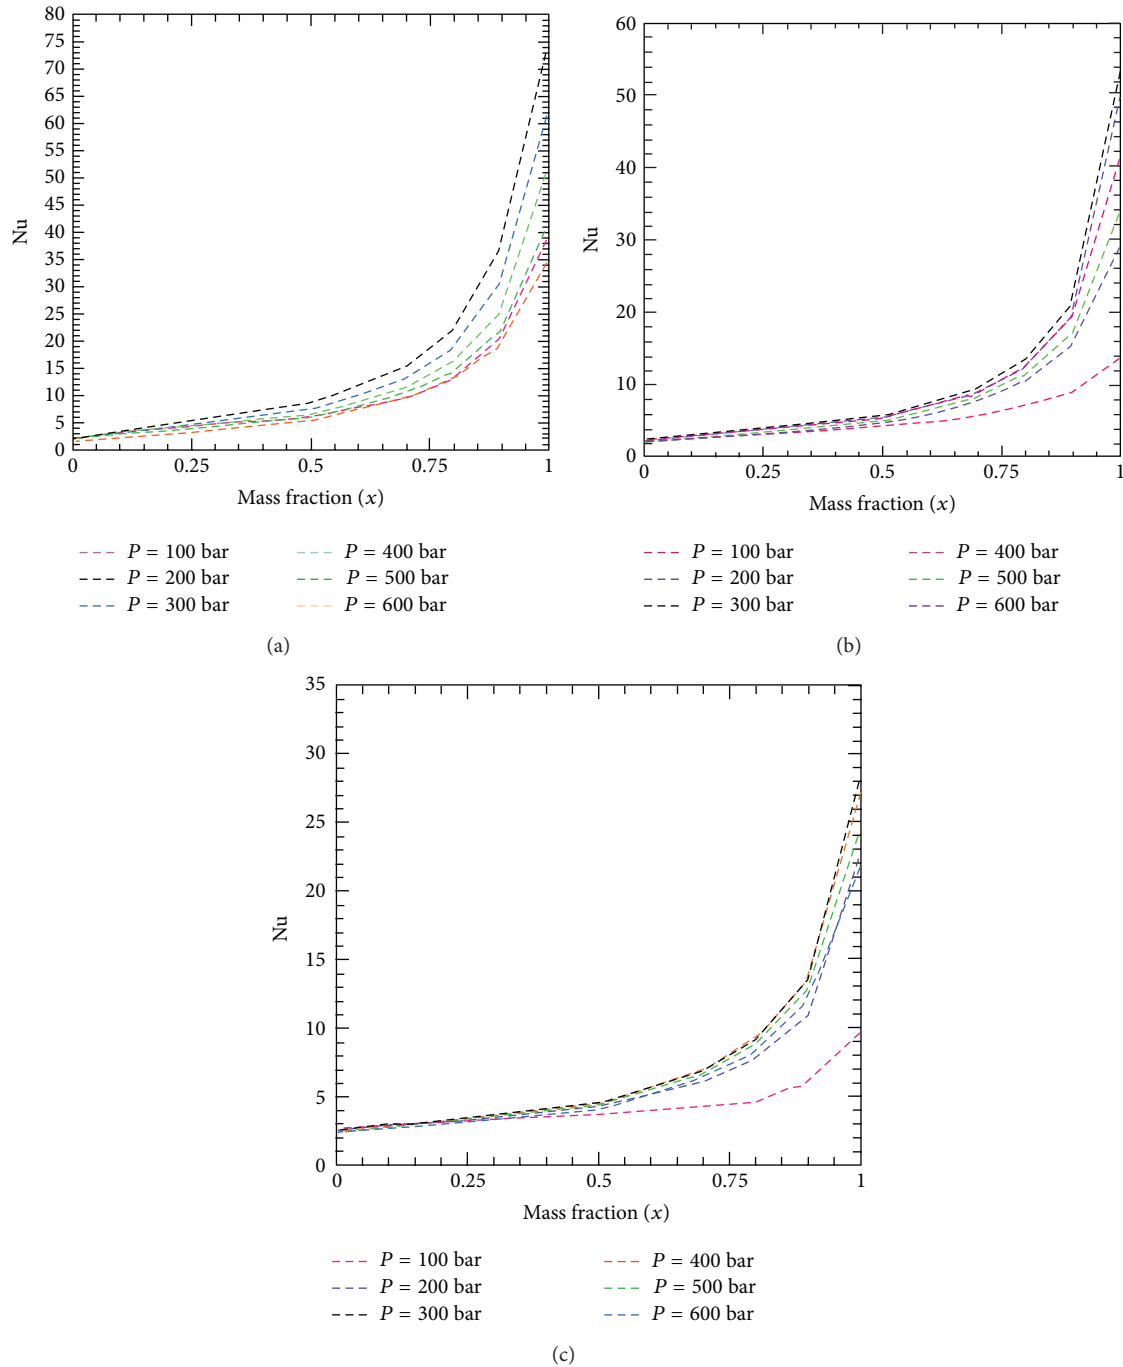 80
75
70
65
60
55
50
45
40
35
30
25
20
15
10
5
0
Nu
0 0.25 0.5 0.75 1
Mass fraction (x)
P = 100 bar P = 400 bar
P = 200 bar P = 500 bar
P = 300 bar P = 600 bar
(a)
60
50
40
30
20
10
0
Nu
0 0.25 0.5 0.75 1
Mass fraction (x)
P = 100 bar P = 400 bar
P = 200 bar P = 500 bar
P = 300 bar P = 600 bar
(b)
35
30
25
20
15
10
5
0
Nu
0 0.25 0.5 0.75 1
Mass fraction (x)
P = 100 bar P = 400 bar
P = 200 bar P = 500 bar
P = 300 bar P = 600 bar
(c)